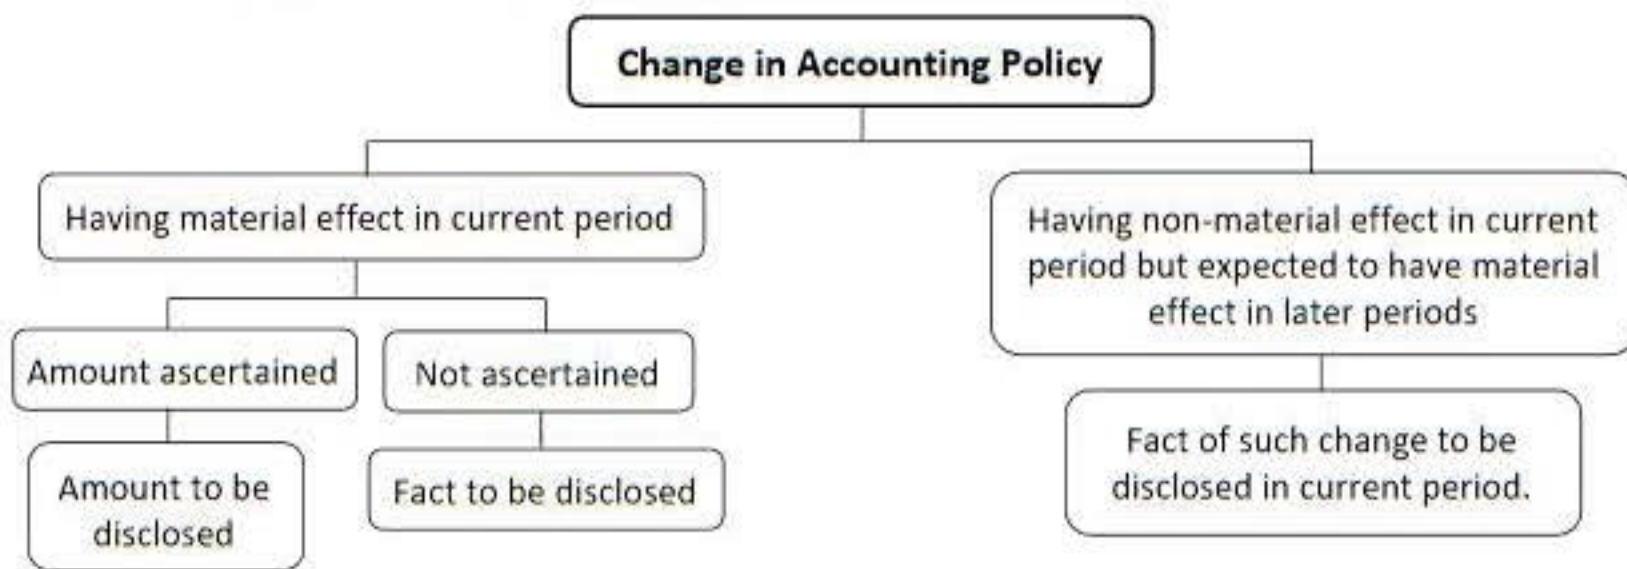 Change in Accounting Policy
Having material effect in current period
Having non-material effect in current
period but expected to have material
effect in later periods
Amount ascertained
Not ascertained
Amount to be
disclosed
Fact to be disclosed
Fact of such change to be
disclosed in current period.